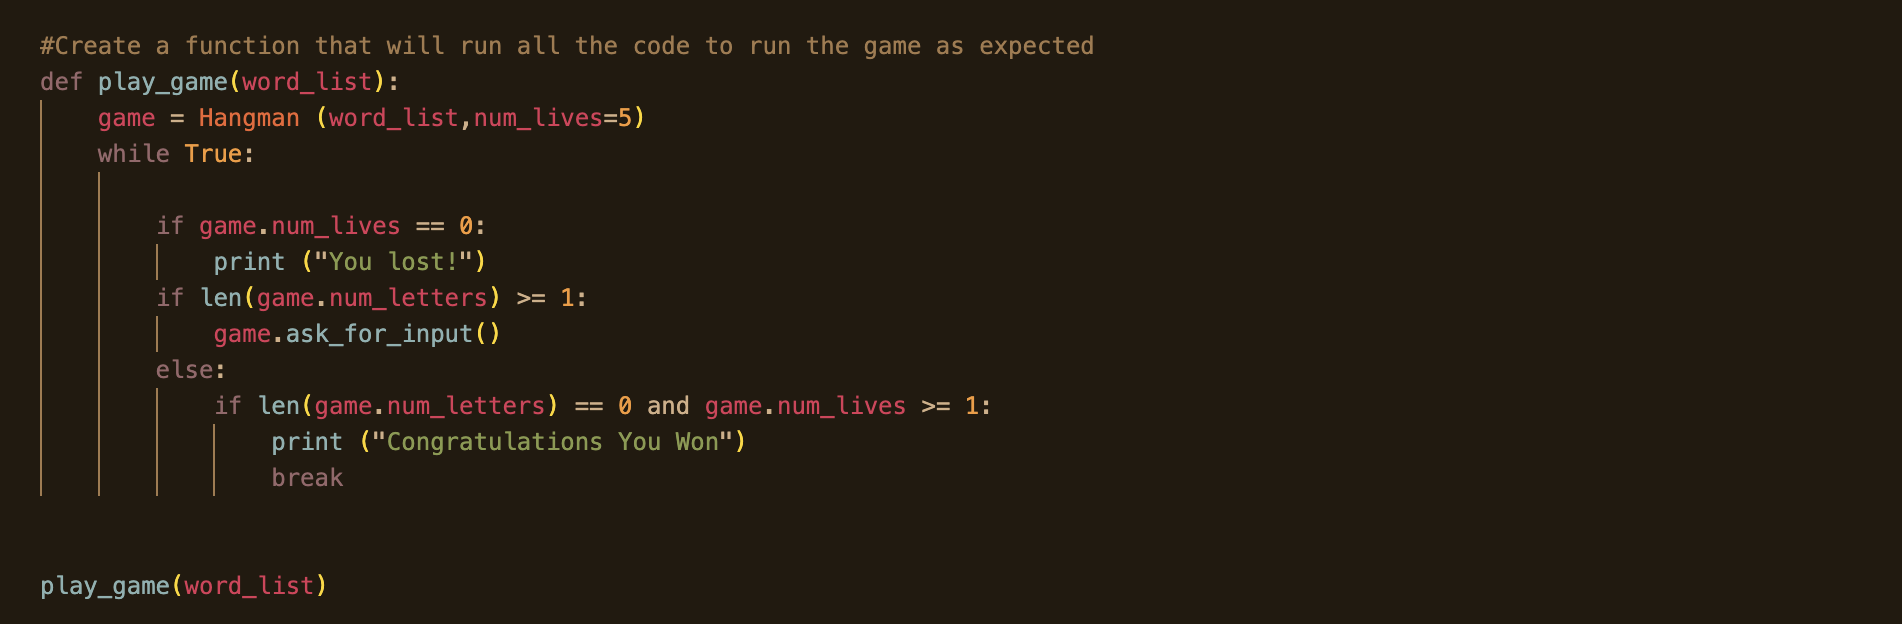 #Create a function that will run all the code to run the game as expected
def play_game(word_list):
    game = Hangman (word_list,num_lives=5)
    while True:
        if game.num_lives == 0:
            print ("You lost!")
        if len(game.num_letters) >= 1:
            game.ask_for_input()
        else:
            if len(game.num_letters) == 0 and game.num_lives >= 1:
                print ("Congratulations You Won")
                break
play_game(word_list)